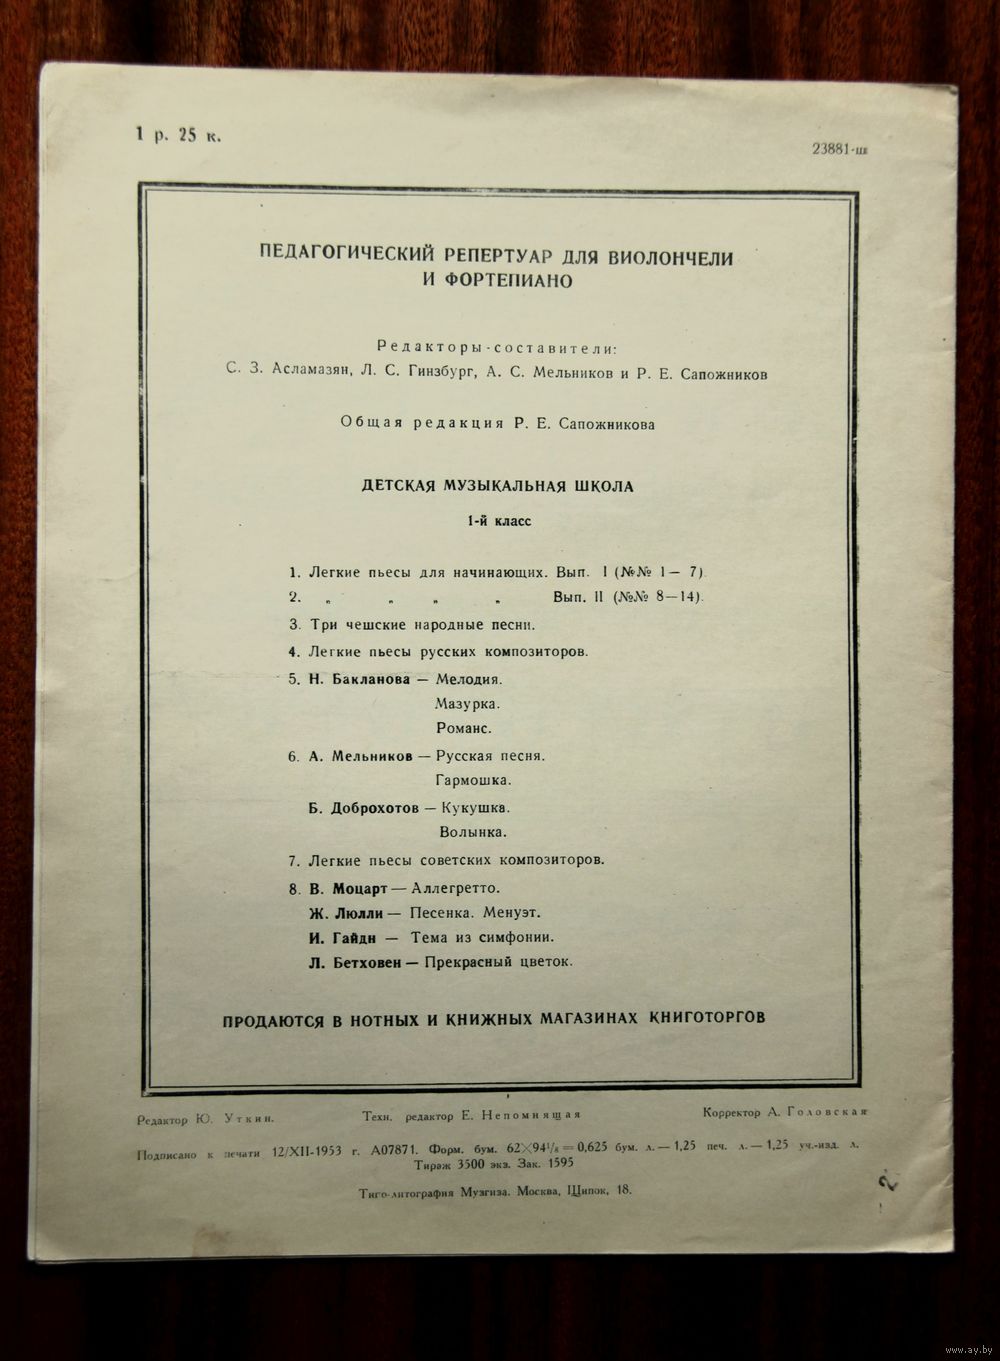 1 р. 25 к.
23881-ш
ПЕДАГОГИЧЕСКИЙ РЕПЕРТУАР ДЛЯ ВИОЛОНЧЕЛИ
И ФОРТЕПИАНО
Редакторы-составители:
С. З. Асламазян, Л. С. Гинзбург, А. С. Мельников и Р. Е. Сапожников
Общая редакция Р. Е. Сапожникова
ДЕТСКАЯ МУЗЫКАЛЬНАЯ ШКОЛА
1-й класс
1. Легкие пьесы для начинающих. Вып. I (№№ 1— 7).
2. „ „ „ „ Вып. II (№№ 8—14).
3. Три чешские народные песни.
4. Легкие пьесы русских композиторов.
5. Н. Бакланова — Мелодия.
Мазурка.
Романс.
6. А. Мельников — Русская песня.
Гармошка.
Б. Доброхотов — Кукушка.
Волынка.
7. Легкие пьесы советских композиторов.
8. В. Моцарт — Аллегретто.
Ж. Люлли — Песенка. Менуэт.
И. Гайдн — Тема из симфонии.
Л. Бетховен — Прекрасный цветок.
ПРОДАЮТСЯ В НОТНЫХ И КНИЖНЫХ МАГАЗИНАХ КНИГОТОРГОВ
Редактор Ю. Уткин. Техн. редактор Е. Непомнящая Корректор А. Головская
Подписано к печати 12/XII-1953 г. А07871. Форм. бум. 62×94⅛=0,625 бум. л.—1,25 печ. л.—1,25 уч.-изд. л.
Тираж 3500 экз. Зак. 1595
Типо-литография Музгиза. Москва, Щипок, 18.
2
www.ay.by